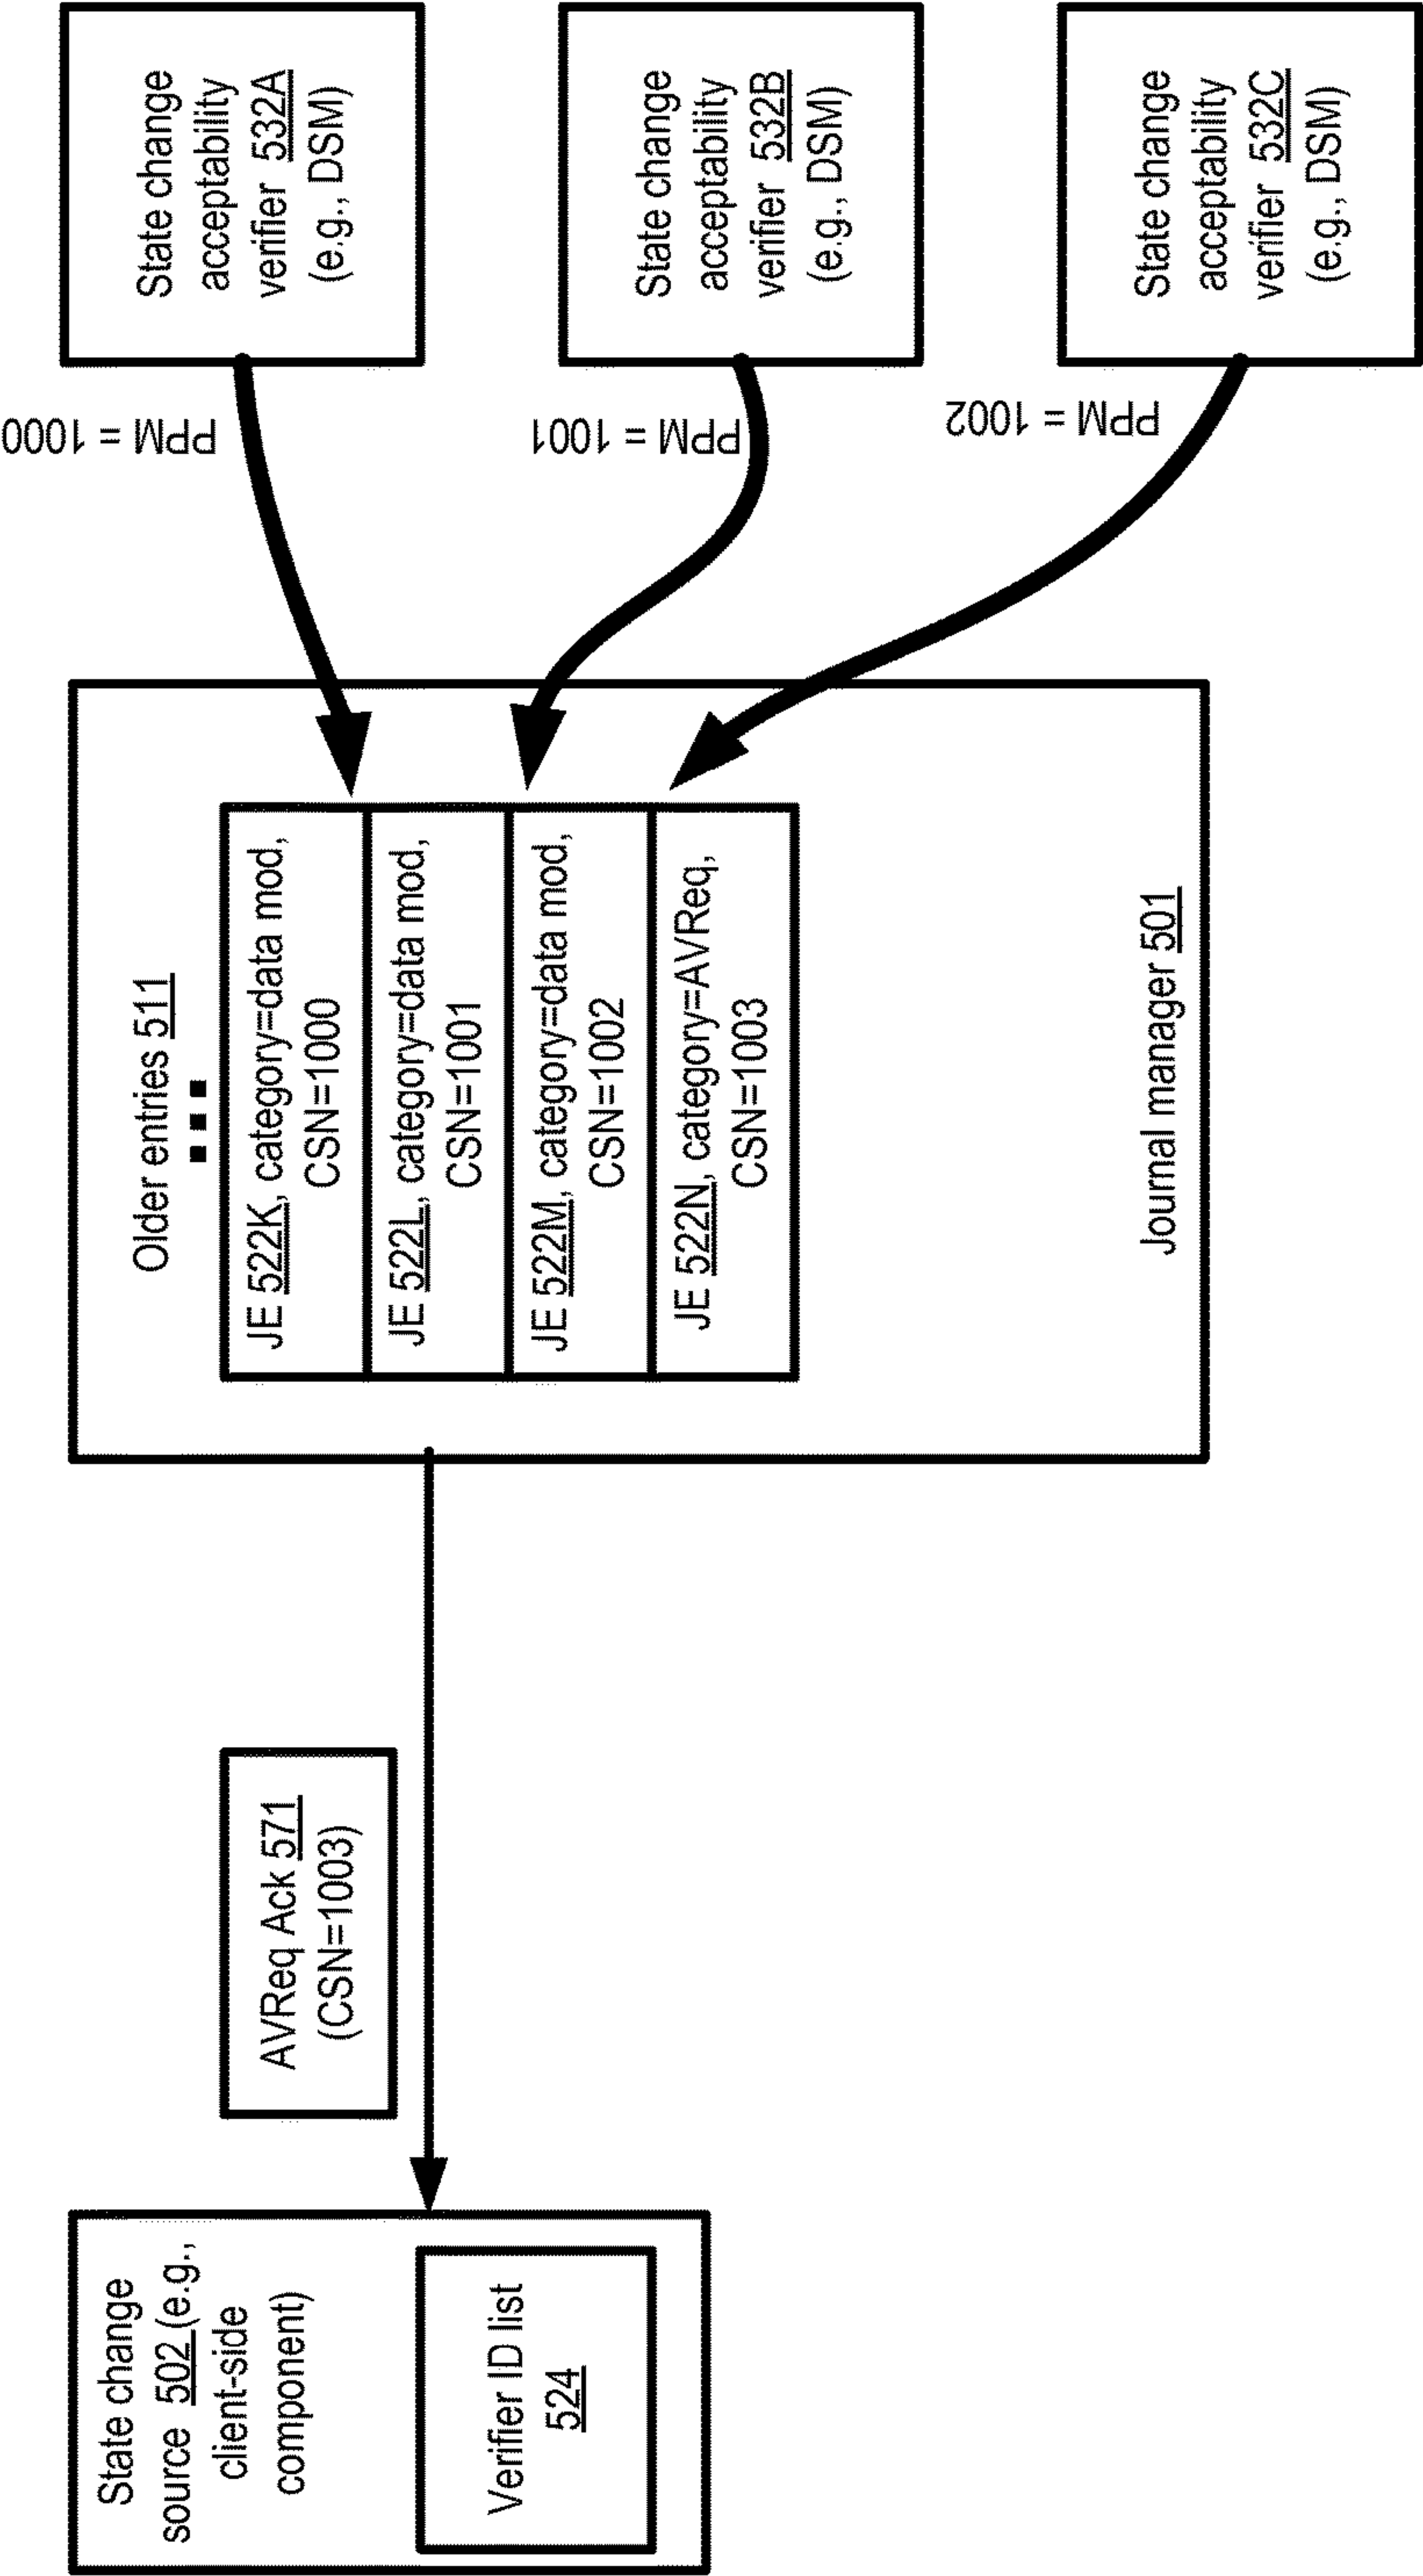 State change
source 502 (e.g.,
client-side
component)
Verifier ID list
524
AVReq Ack 571
(CSN=1003)
Older entries 511
JE 522K, category=data mod,
CSN=1000
JE 522L, category=data mod,
CSN=1001
JE 522M, category=data mod,
CSN=1002
JE 522N, category=AVReq,
CSN=1003
Journal manager 501
PPM = 1000
PPM = 1001
PPM = 1002
State change
acceptability
verifier 532A
(e.g., DSM)
State change
acceptability
verifier 532B
(e.g., DSM)
State change
acceptability
verifier 532C
(e.g., DSM)